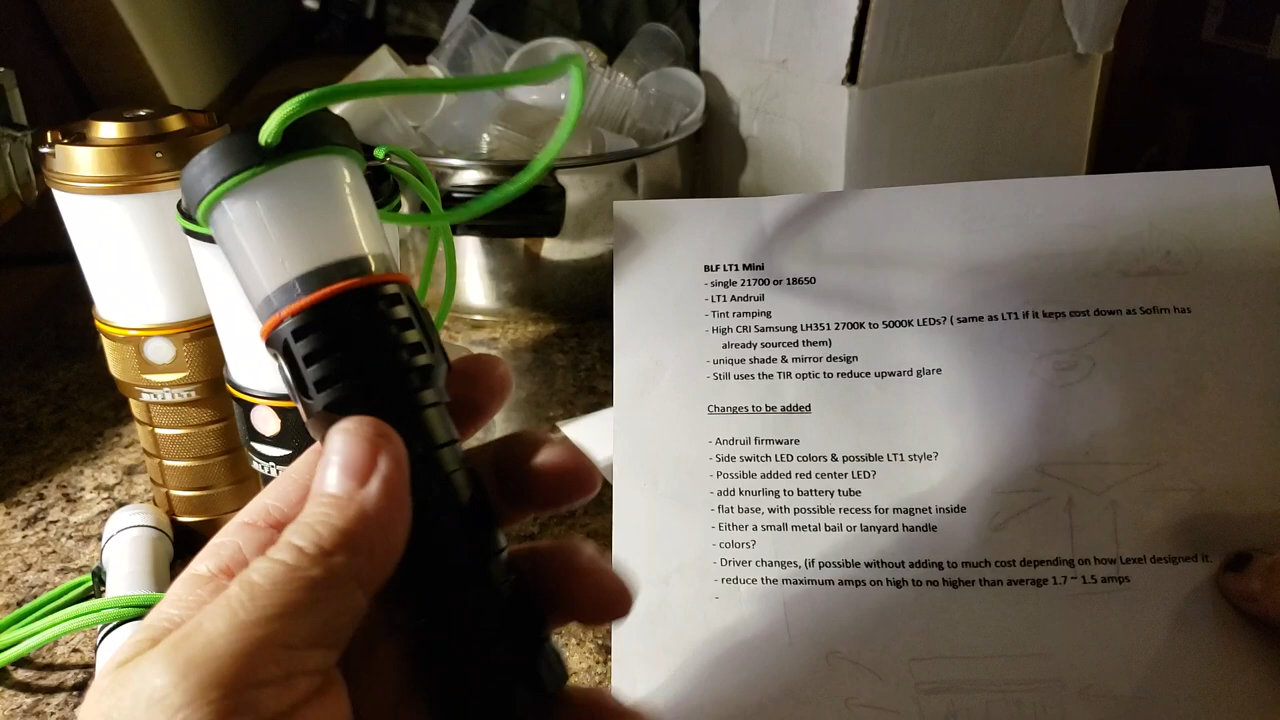 BLF LT1
BLF LT1
BLF LT1 Mini
- single 21700 or 18650
- LT1 Andruil
- Tint ramping
- High CRI Samsung LH351 2700K to 5000K LEDs? ( same as LT1 if it keps cost down as Sofirn has
already sourced them)
- unique shade & mirror design
- Still uses the TIR optic to reduce upward glare
Changes to be added
- Andruil firmware
- Side switch LED colors & possible LT1 style?
- Possible added red center LED?
- add knurling to battery tube
- flat base, with possible recess for magnet inside
- Either a small metal bail or lanyard handle
- colors?
- Driver changes, (if possible without adding to much cost depending on how Lexel designed it.
- reduce the maximum amps on high to no higher than average 1.7 ~ 1.5 amps
-